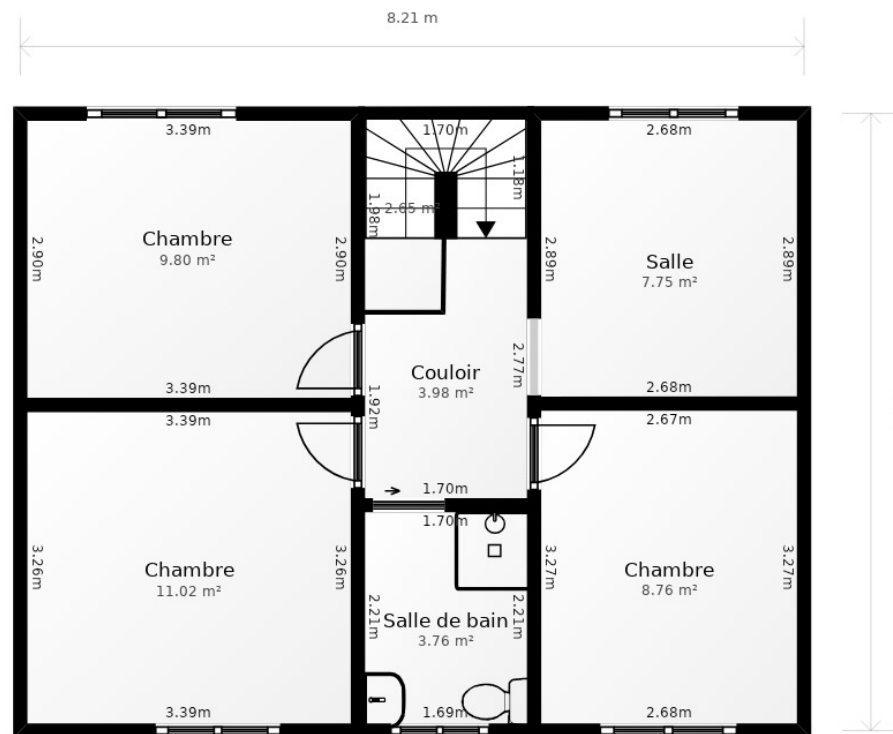 8.21 m
3.39m
1.70m
2.68m
1.18m
1.98m
2.65 m²
Chambre
9.80 m²
2.90m
2.90m
2.89m
2.89m
Salle
7.75 m²
Couloir
3.98 m²
2.77m
1.92m
3.39m
2.68m
3.39m
2.67m
1.70m
1.70m
Chambre
11.02 m²
3.26m
3.26m
3.27m
3.27m
Chambre
8.76 m²
2.21m
2.21m
Salle de bain
3.76 m²
3.39m
1.69m
2.68m